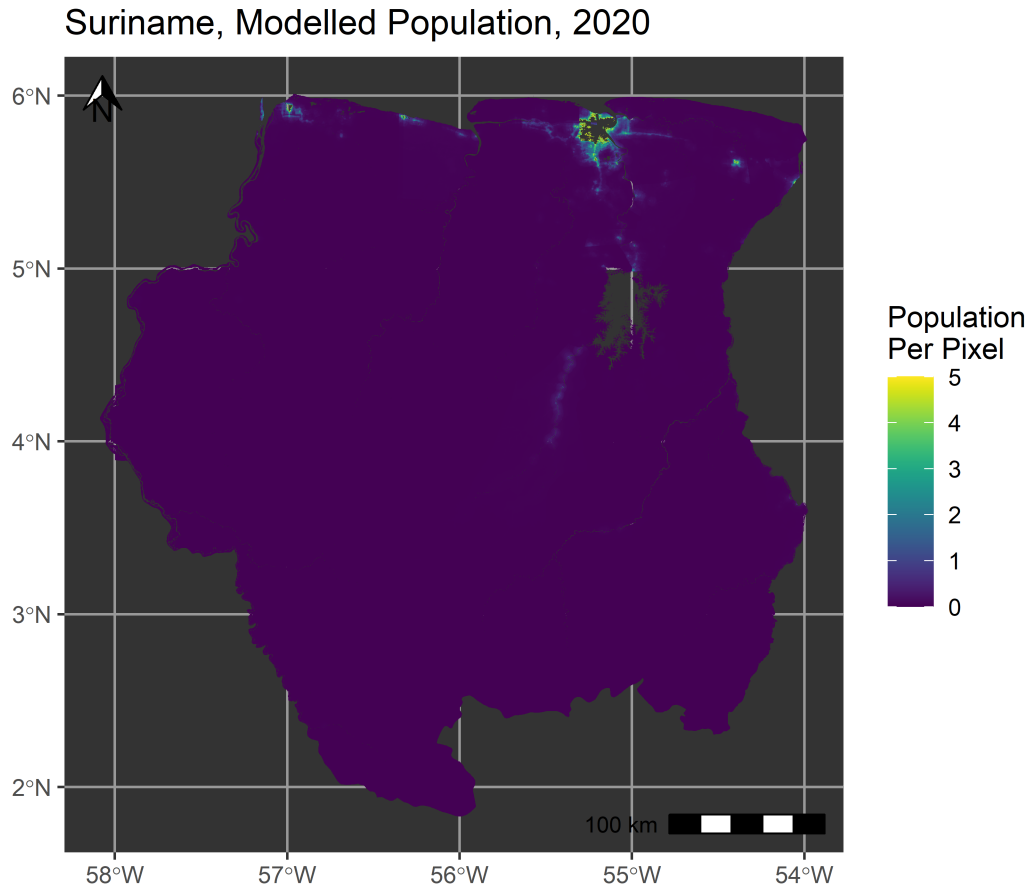 Suriname, Modelled Population, 2020
6°N
5°N
4°N
3°N
2°N
N
100 km
58°W
57°W
56°W
55°W
54°W
Population
Per Pixel
5
4
3
2
1
0